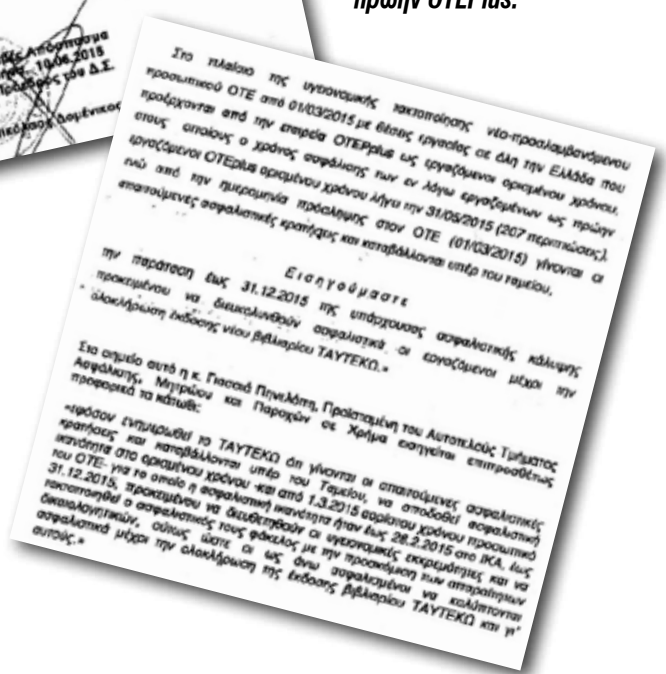 πρώην OTEPlus.
Απόσπασμα
10.06.2015
Πρόεδρος του Δ.Σ.
Δομένικος
Στο πλαίσιο της υγειονομικής τακτοποίησης νέο-προσλαμβανόμενου
προσωπικού ΟΤΕ από 01/03/2015 με θέσεις εργασίας σε όλη την Ελλάδα που
προέρχονται από την εταιρεία OTEPplus ως εργαζόμενοι ορισμένου χρόνου,
στους οποίους ο χρόνος ασφάλισης των εν λόγω εργαζομένων ως πρώην
εργαζόμενοι OTEplus ορισμένου χρόνου λήγει την 31/05/2015 (207 περιπτώσεις),
ενώ από την ημερομηνία πρόσληψης στον ΟΤΕ (01/03/2015) γίνονται οι
απαιτούμενες ασφαλιστικές κρατήσεις και καταβάλλονται υπέρ του ταμείου,
Εισηγούμαστε
την παράταση έως 31.12.2015 της υπάρχουσας ασφαλιστικής κάλυψης
προκειμένου να διευκολυνθούν ασφαλιστικά οι εργαζόμενοι μέχρι την
ολοκλήρωση έκδοσης νέου βιβλιαρίου ΤΑΥΤΕΚΩ.»
Στο σημείο αυτό η κ. Πηνελόπη, Προϊσταμένη του Αυτοτελούς Τμήματος
Ασφάλισης, Μητρώου και Παροχών σε Χρήμα εισηγείται επιπροσθέτως
προφορικά τα κάτωθι:
«εφόσον ενημερωθεί το ΤΑΥΤΕΚΩ ότι γίνονται οι απαιτούμενες ασφαλιστικές
κρατήσεις και καταβάλλονται υπέρ του Ταμείου, να αποδοθεί ασφαλιστική
ικανότητα στο ορισμένου χρόνου -και από 1.3.2015 αορίστου χρόνου προσωπικό
του ΟΤΕ- για το οποίο η ασφαλιστική ικανότητα ήταν έως 28.2.2015 στο ΙΚΑ, έως
31.12.2015, προκειμένου να διευθετηθούν οι υγειονομικές εκκρεμότητες και να
τακτοποιηθεί ο ασφαλιστικός τους φάκελος με την προσκόμιση των απαραίτητων
δικαιολογητικών, ούτως ώστε οι ως άνω ασφαλισμένοι να καλύπτονται
ασφαλιστικά μέχρι την ολοκλήρωση της έκδοσης βιβλιαρίου ΤΑΥΤΕΚΩ και γι'
αυτούς.»